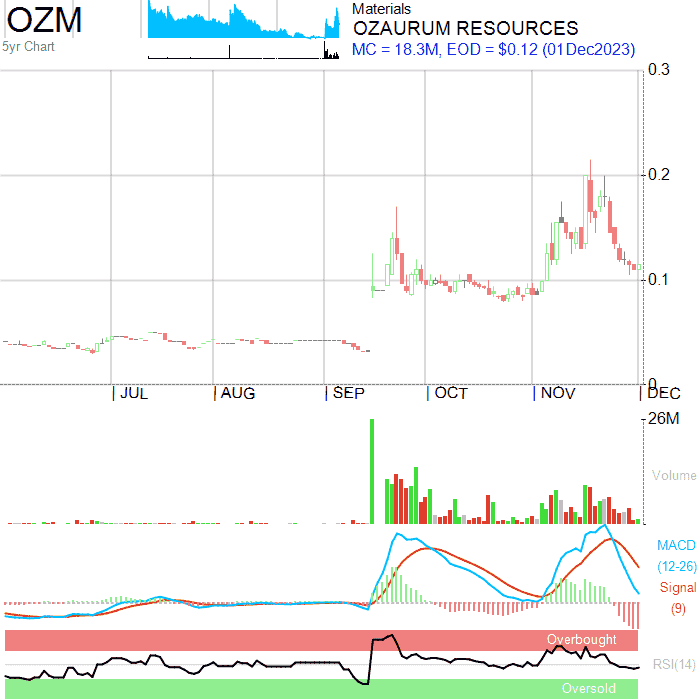 OZM
5yr Chart
Materials
OZAURUM RESOURCES
MC = 18.3M, EOD = $0.12 (01Dec2023)
0.3
0.2
0.1
0
JUL AUG SEP OCT NOV DEC
26M
Volume
MACD
(12-26)
Signal
(9)
Overbought
RSI(14)
Oversold